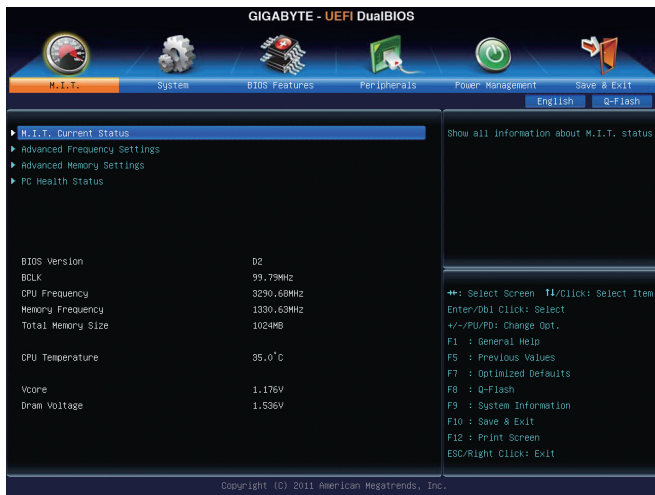 GIGABYTE - UEFI DualBIOS
M.I.T. System BIOS Features Peripherals Power Management Save & Exit
English Q-Flash
M.I.T. Current Status
Advanced Frequency Settings
Advanced Memory Settings
PC Health Status
Show all information about M.I.T. status
BIOS Version D2
BCLK 99.79MHz
CPU Frequency 3290.68MHz
Memory Frequency 1330.63MHz
Total Memory Size 1024MB
CPU Temperature 35.0°C
Vcore 1.176V
Dram Voltage 1.536V
→←: Select Screen ↑↓/Click: Select Item
Enter/Dbl Click: Select
+/-/PU/PD: Change Opt.
F1 : General Help
F5 : Previous Values
F7 : Optimized Defaults
F8 : Q-Flash
F9 : System Information
F10 : Save & Exit
F12 : Print Screen
ESC/Right Click: Exit
Copyright (C) 2011 American Megatrends, Inc.